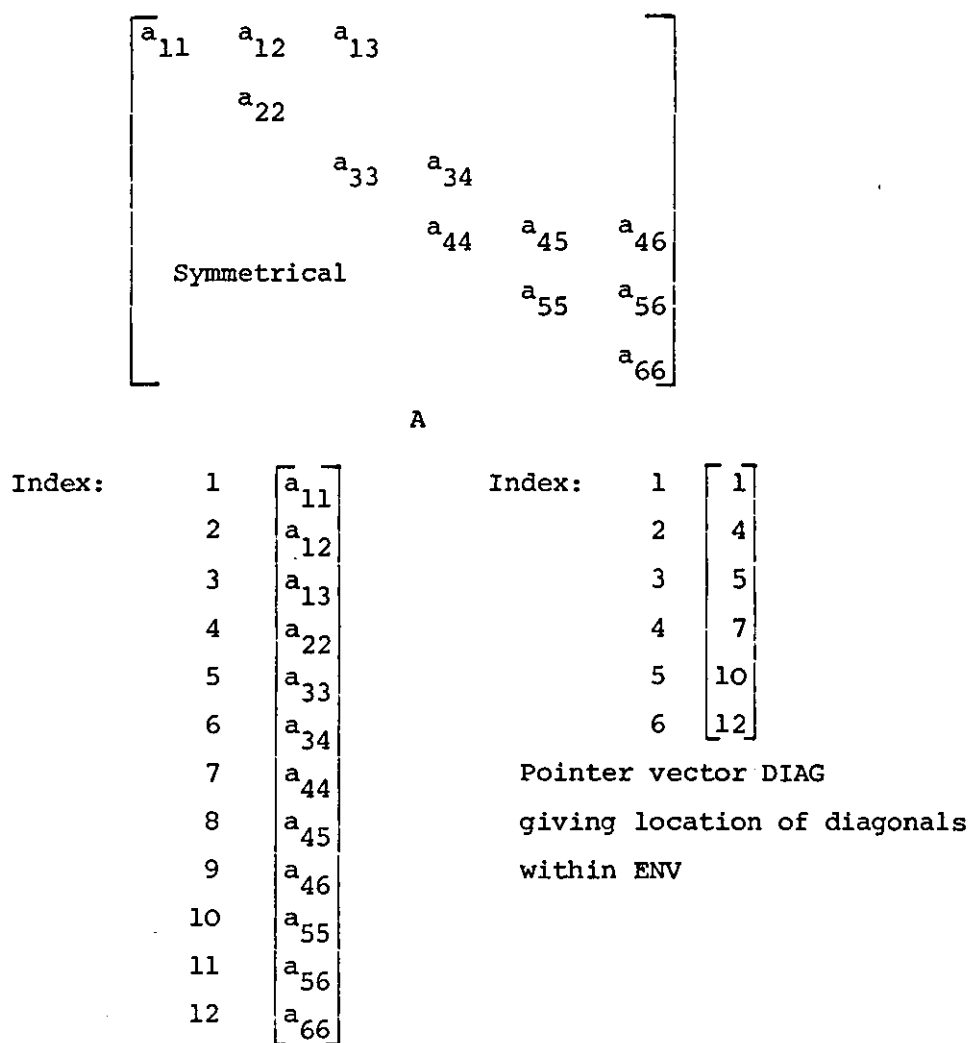 a11 a12 a13
a22
a33 a34
a44 a45 a46
Symmetrical
a55 a56
a66
A
Index: 1 a11
2 a12
3 a13
4 a22
5 a33
6 a34
7 a44
8 a45
9 a46
10 a55
11 a56
12 a66
Index: 1 1
2 4
3 5
4 7
5 10
6 12
Pointer vector DIAG
giving location of diagonals
within ENV